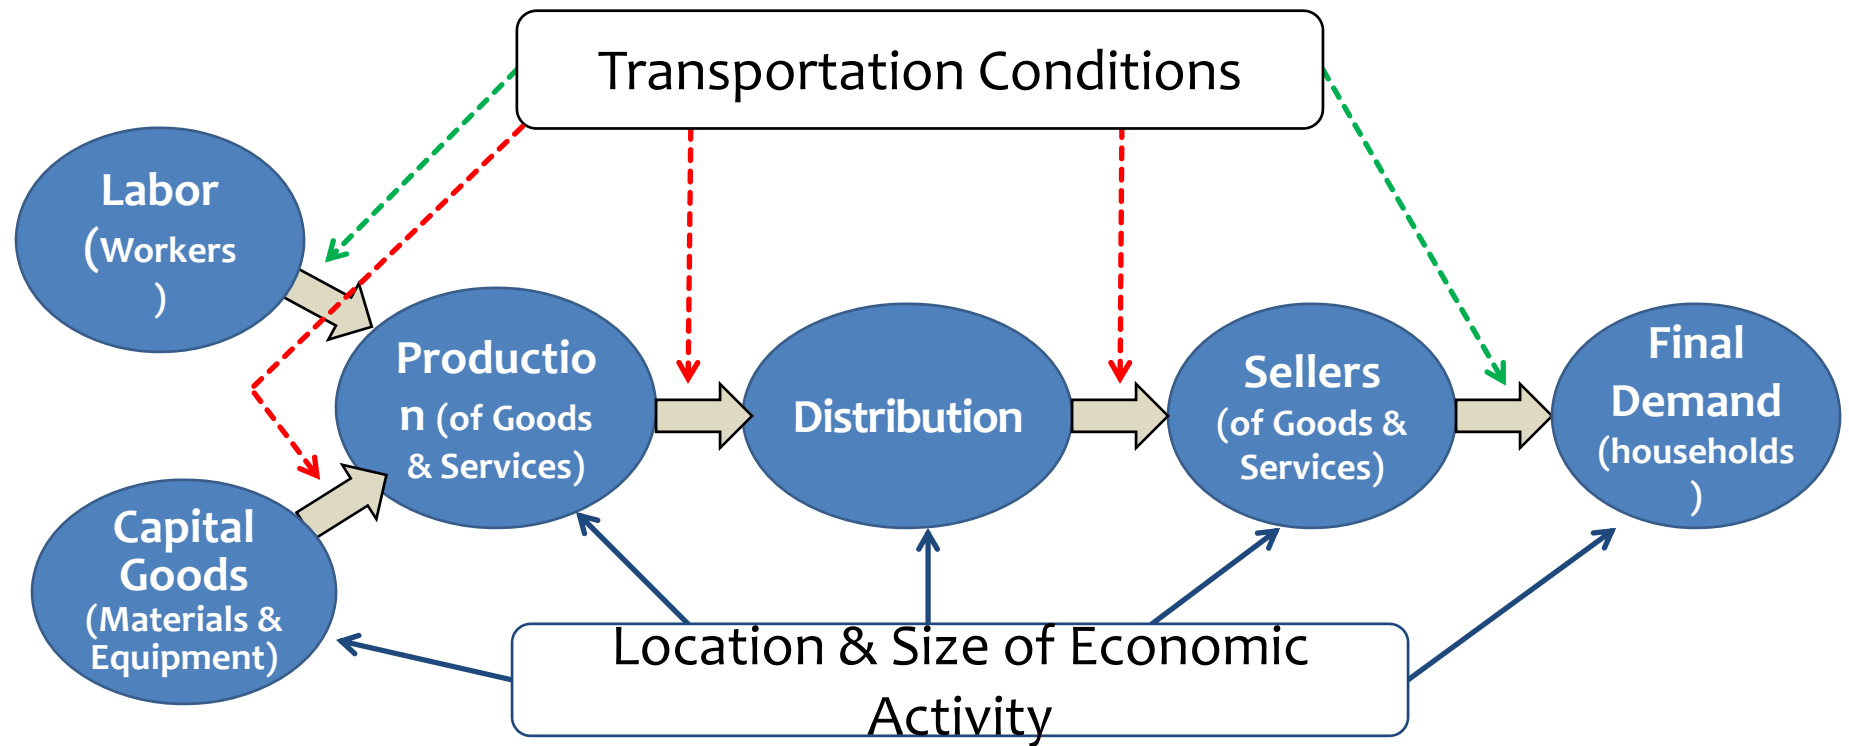 Transportation Conditions
Labor
(Workers
)
Productio
n (of Goods
& Services)
Distribution
Sellers
(of Goods &
Services)
Final
Demand
(households
)
Capital
Goods
(Materials &
Equipment)
Location & Size of Economic
Activity